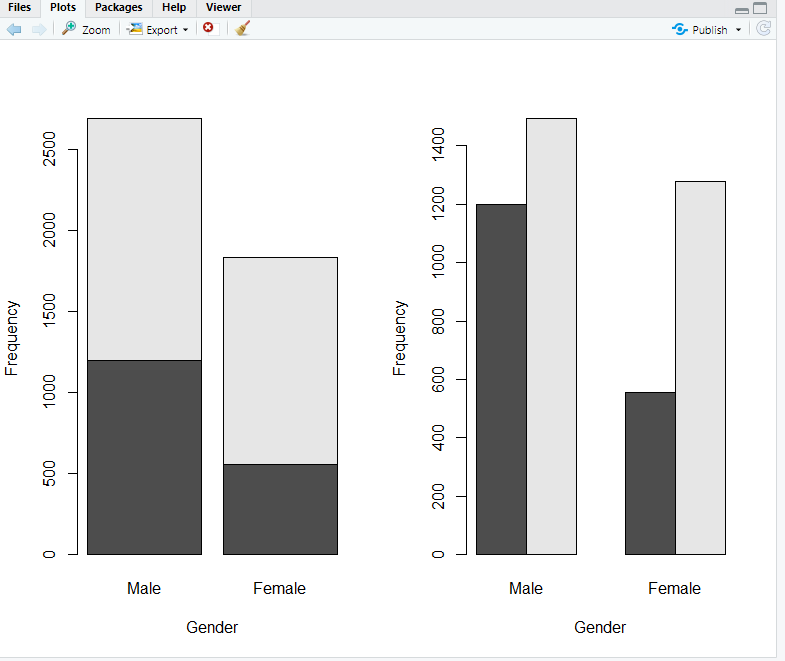 Files Plots Packages Help Viewer
Zoom Export Publish
Frequency
0 500 1000 1500 2000 2500
Male Female
Gender
Frequency
0 200 400 600 800 1000 1200 1400
Male Female
Gender